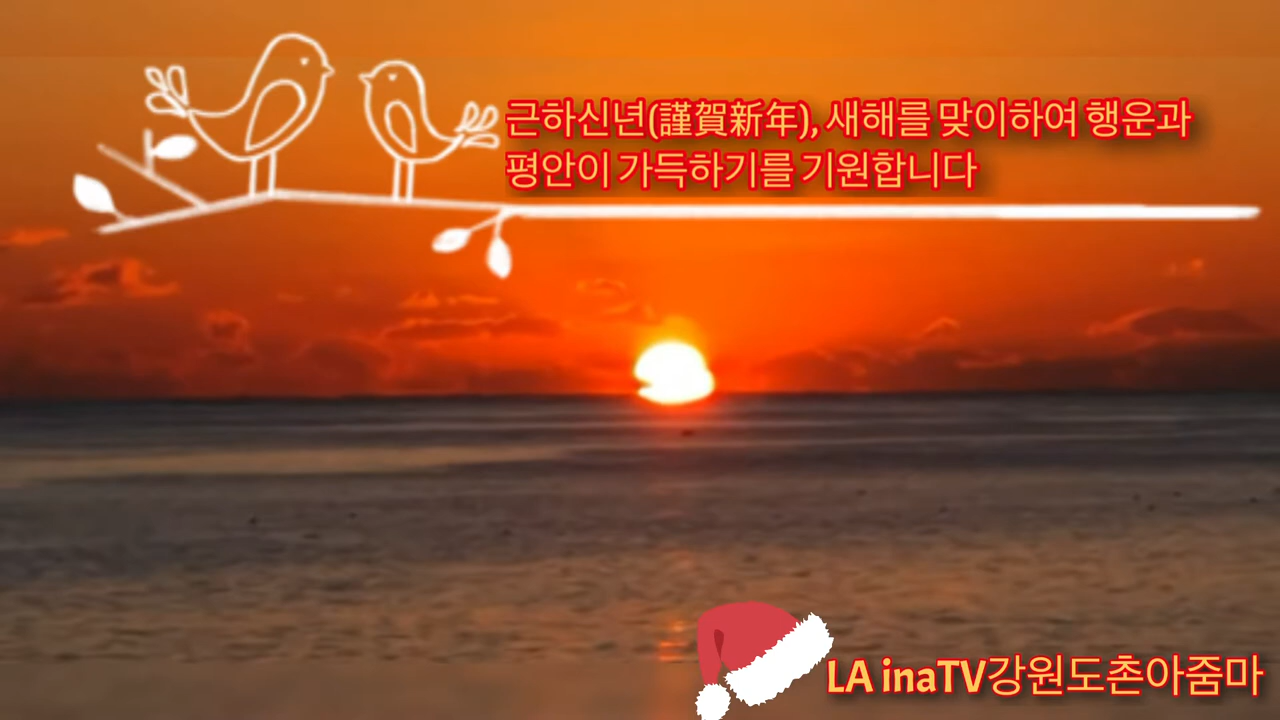 근하신년(謹賀新年), 새해를 맞이하여 행운과
평안이 가득하기를 기원합니다
LA inaTV강원도촌아줌마